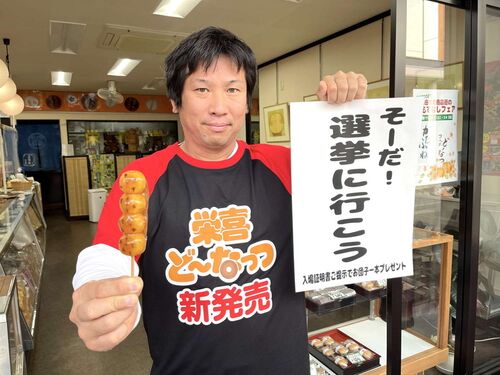 そーだ！
選挙に行こう
入場証明書ご提示でお団子一本プレゼント
栄喜
ど〜なっつ
新発売